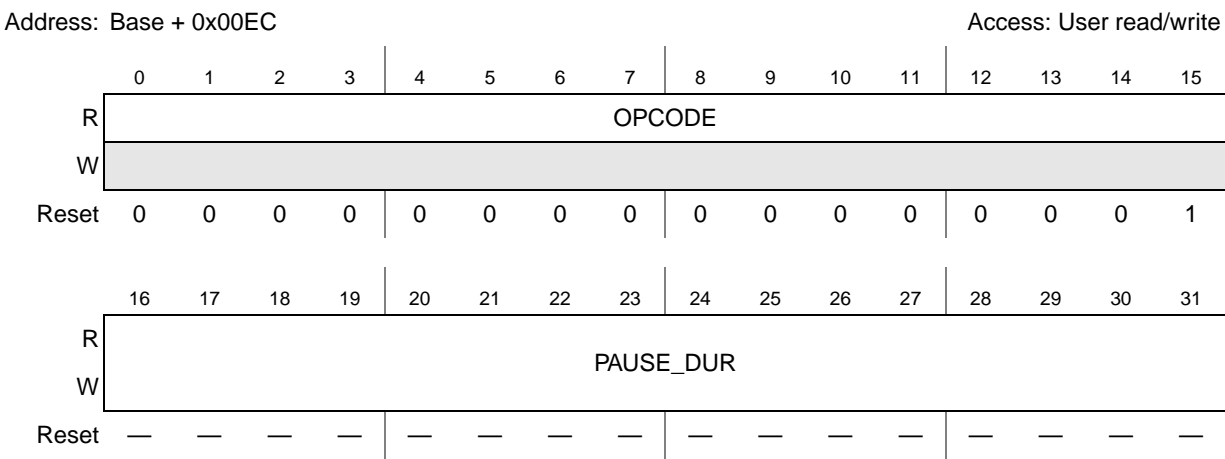 Address: Base + 0x00EC Access: User read/write
0 1 2 3 4 5 6 7 8 9 10 11 12 13 14 15
R OPCODE
W
Reset 0 0 0 0 0 0 0 0 0 0 0 0 0 0 0 1
16 17 18 19 20 21 22 23 24 25 26 27 28 29 30 31
R
PAUSE_DUR
W
Reset — — — — — — — — — — — — — — — —